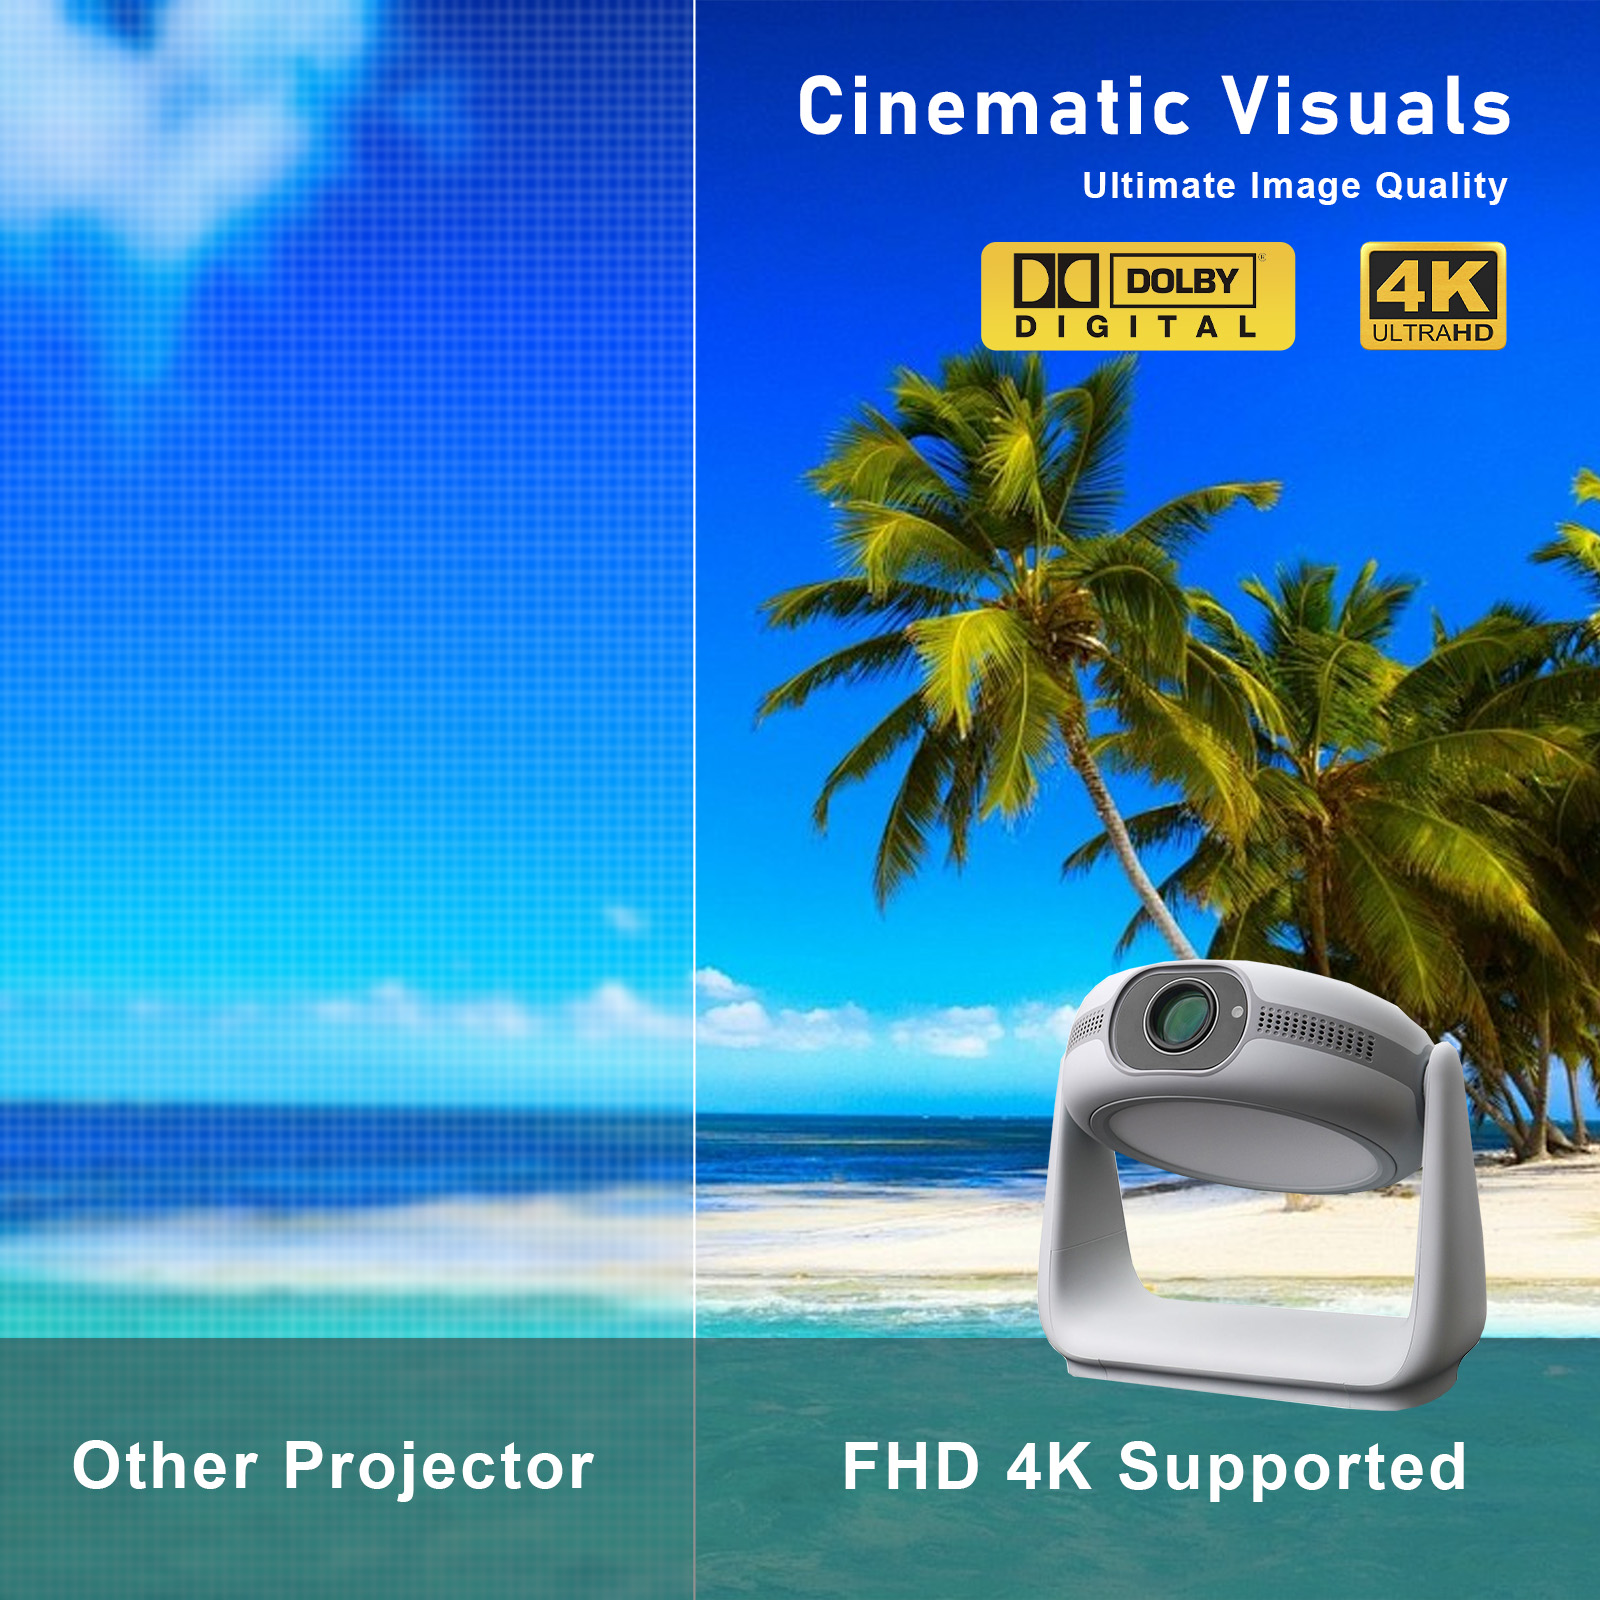 Cinematic Visuals
Ultimate Image Quality
DOLBY®
DIGITAL
4K
ULTRAHD
Other Projector
FHD 4K Supported